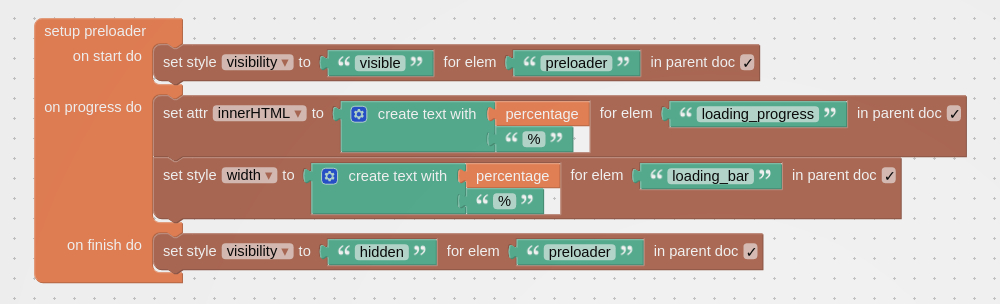 setup preloader
on start do set style visibility ▾ to “ visible ” for elem “ preloader ” in parent doc ✓
on progress do set attr innerHTML ▾ to create text with percentage for elem “ loading_progress ” in parent doc ✓
“ % ”
set style width ▾ to create text with percentage for elem “ loading_bar ” in parent doc ✓
“ % ”
on finish do set style visibility ▾ to “ hidden ” for elem “ preloader ” in parent doc ✓